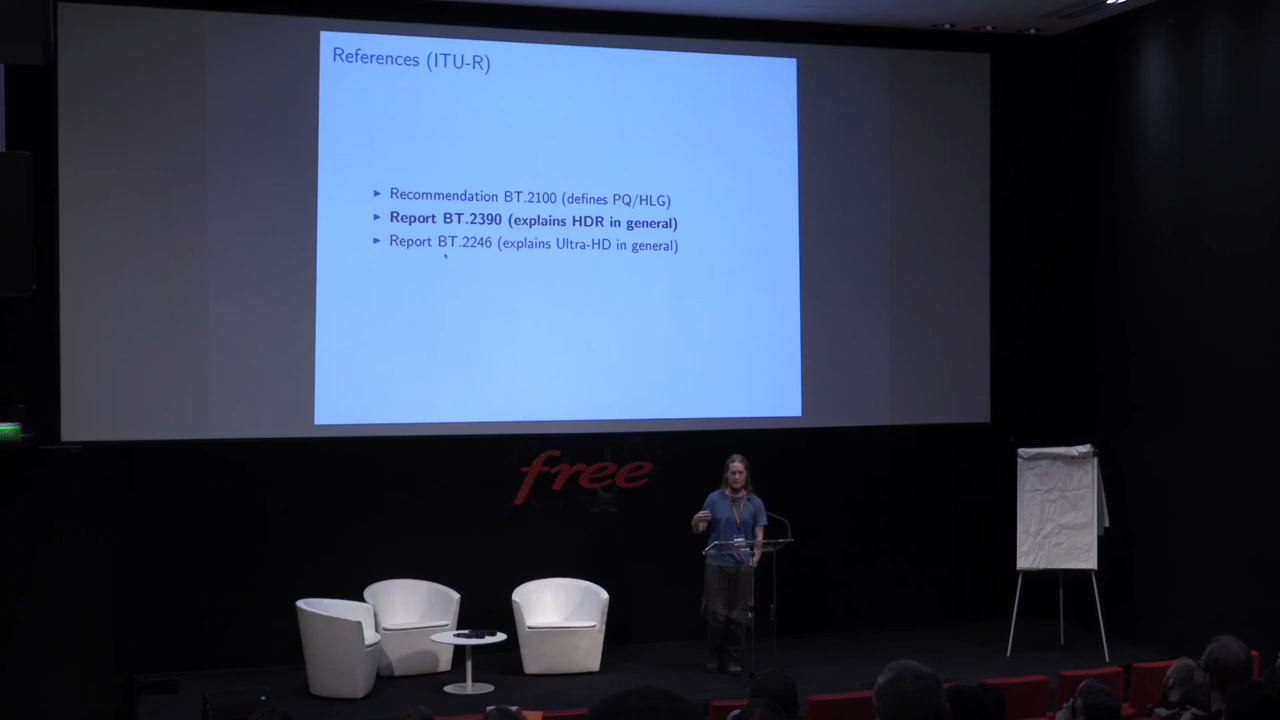 References (ITU-R)
▸ Recommendation BT.2100 (defines PQ/HLG)
▸ Report BT.2390 (explains HDR in general)
▸ Report BT.2246 (explains Ultra-HD in general)
free